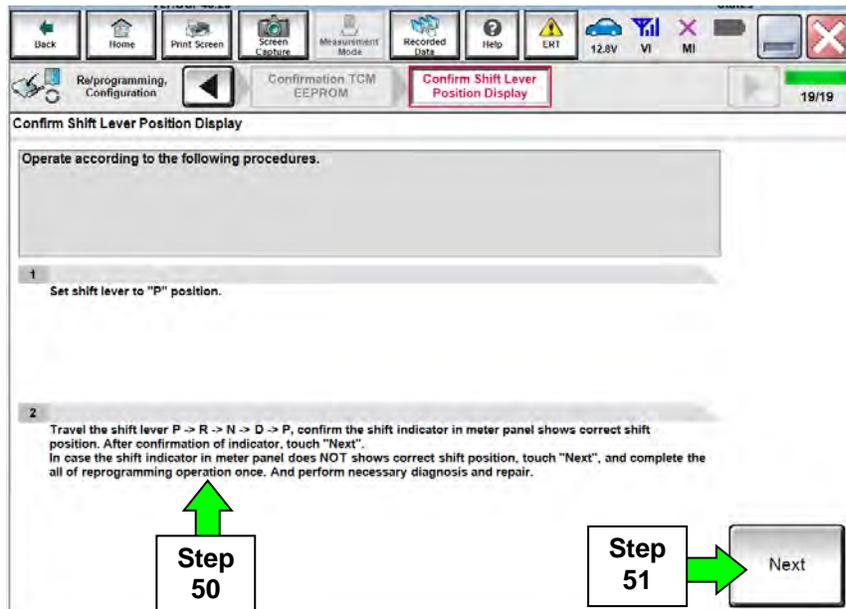 Back
Home
Print Screen
Screen
Capture
Measurement
Mode
Recorded
Data
Help
ERT
12.8V
VI
MI
Re/programming,
Configuration
Confirmation TCM
EEPROM
Confirm Shift Lever
Position Display
19/19
Confirm Shift Lever Position Display
Operate according to the following procedures.
1
Set shift lever to "P" position.
2
Travel the shift lever P -> R -> N -> D -> P, confirm the shift indicator in meter panel shows correct shift
position. After confirmation of indicator, touch "Next".
In case the shift indicator in meter panel does NOT shows correct shift position, touch "Next", and complete the
all of reprogramming operation once. And perform necessary diagnosis and repair.
Step
50
Step
51
Next